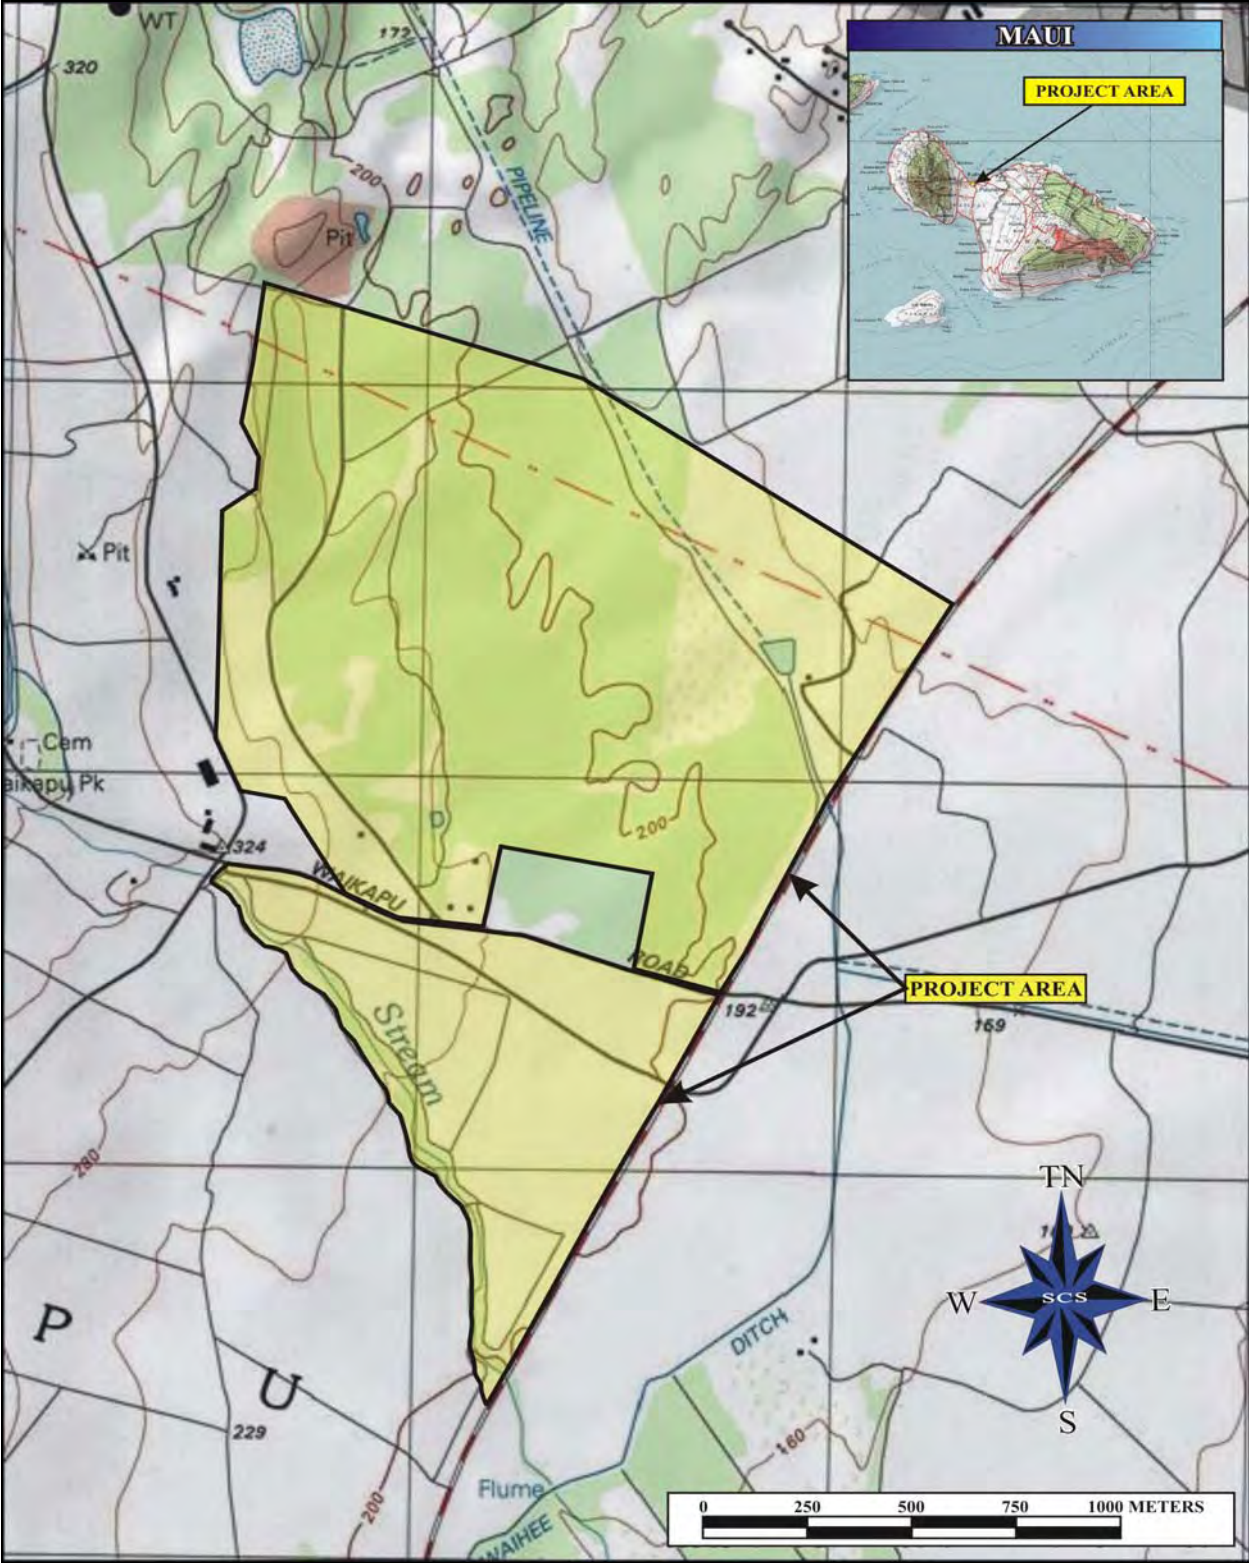 WT
172
320
MAUI
PROJECT AREA
200
PIPELINE
Pit
Pit
Cem
aikapu Pk
324
WAIKAPU
200
ROAD
192
PROJECT AREA
169
Stream
280
TN
W
SCS
E
S
P
U
DITCH
229
160
200
Flume
WAIHEE
0 250 500 750 1000 METERS